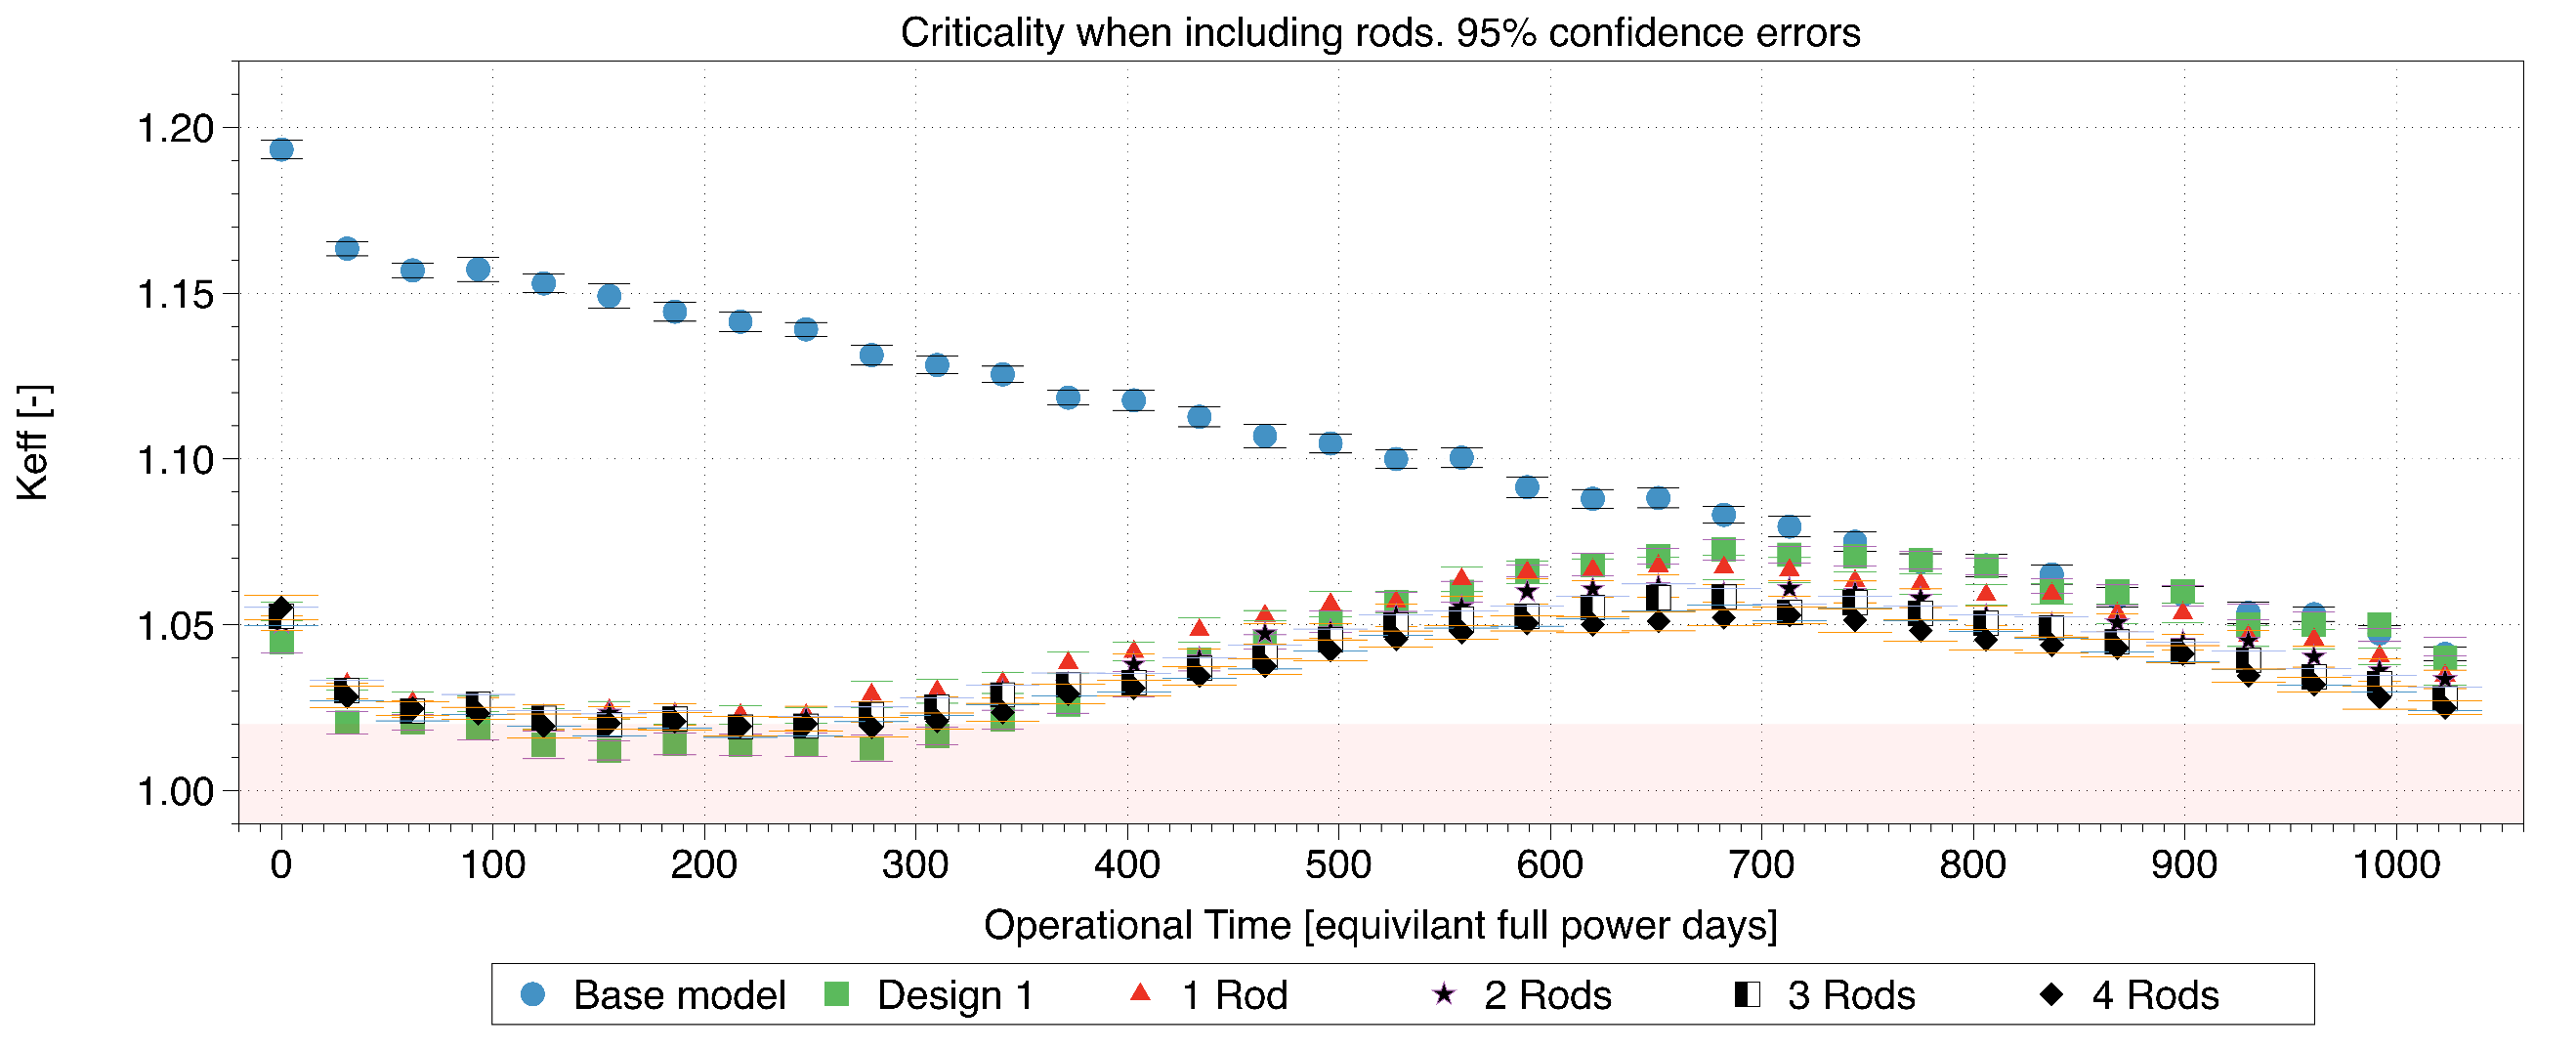 Criticality when including rods. 95% confidence errors
Keff [-]
1.20
1.15
1.10
1.05
1.00
0 100 200 300 400 500 600 700 800 900 1000
Operational Time [equivilant full power days]
Base model Design 1 1 Rod 2 Rods 3 Rods 4 Rods